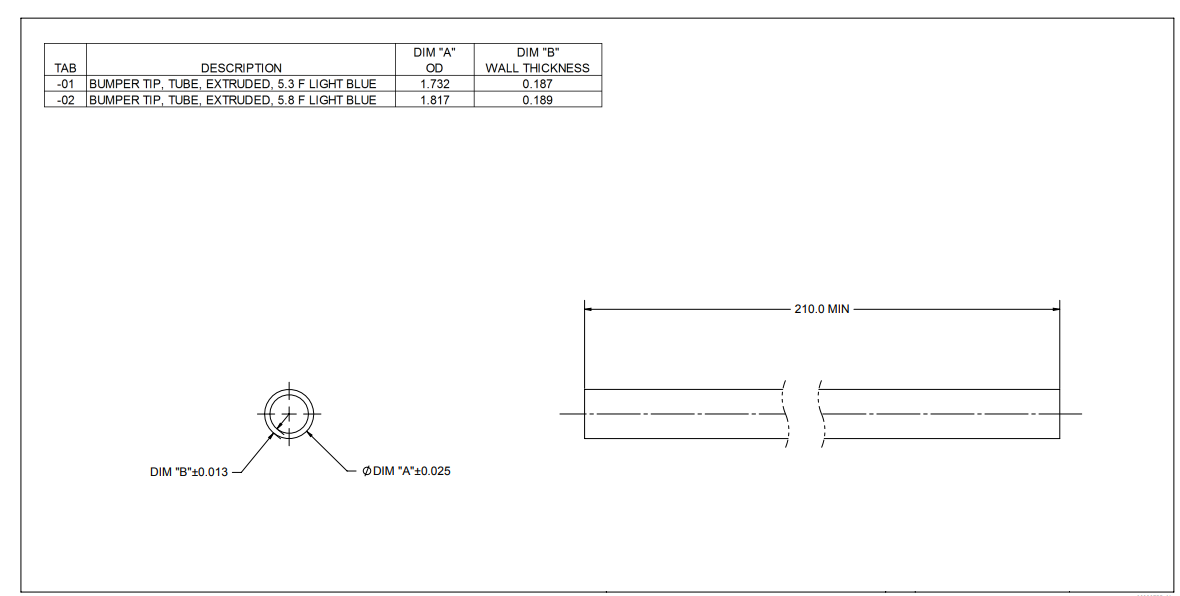 DIM "A" DIM "B"
TAB DESCRIPTION OD WALL THICKNESS
-01 BUMPER TIP, TUBE, EXTRUDED, 5.3 F LIGHT BLUE 1.732 0.187
-02 BUMPER TIP, TUBE, EXTRUDED, 5.8 F LIGHT BLUE 1.817 0.189
210.0 MIN
DIM "B"±0.013
⌀DIM "A"±0.025